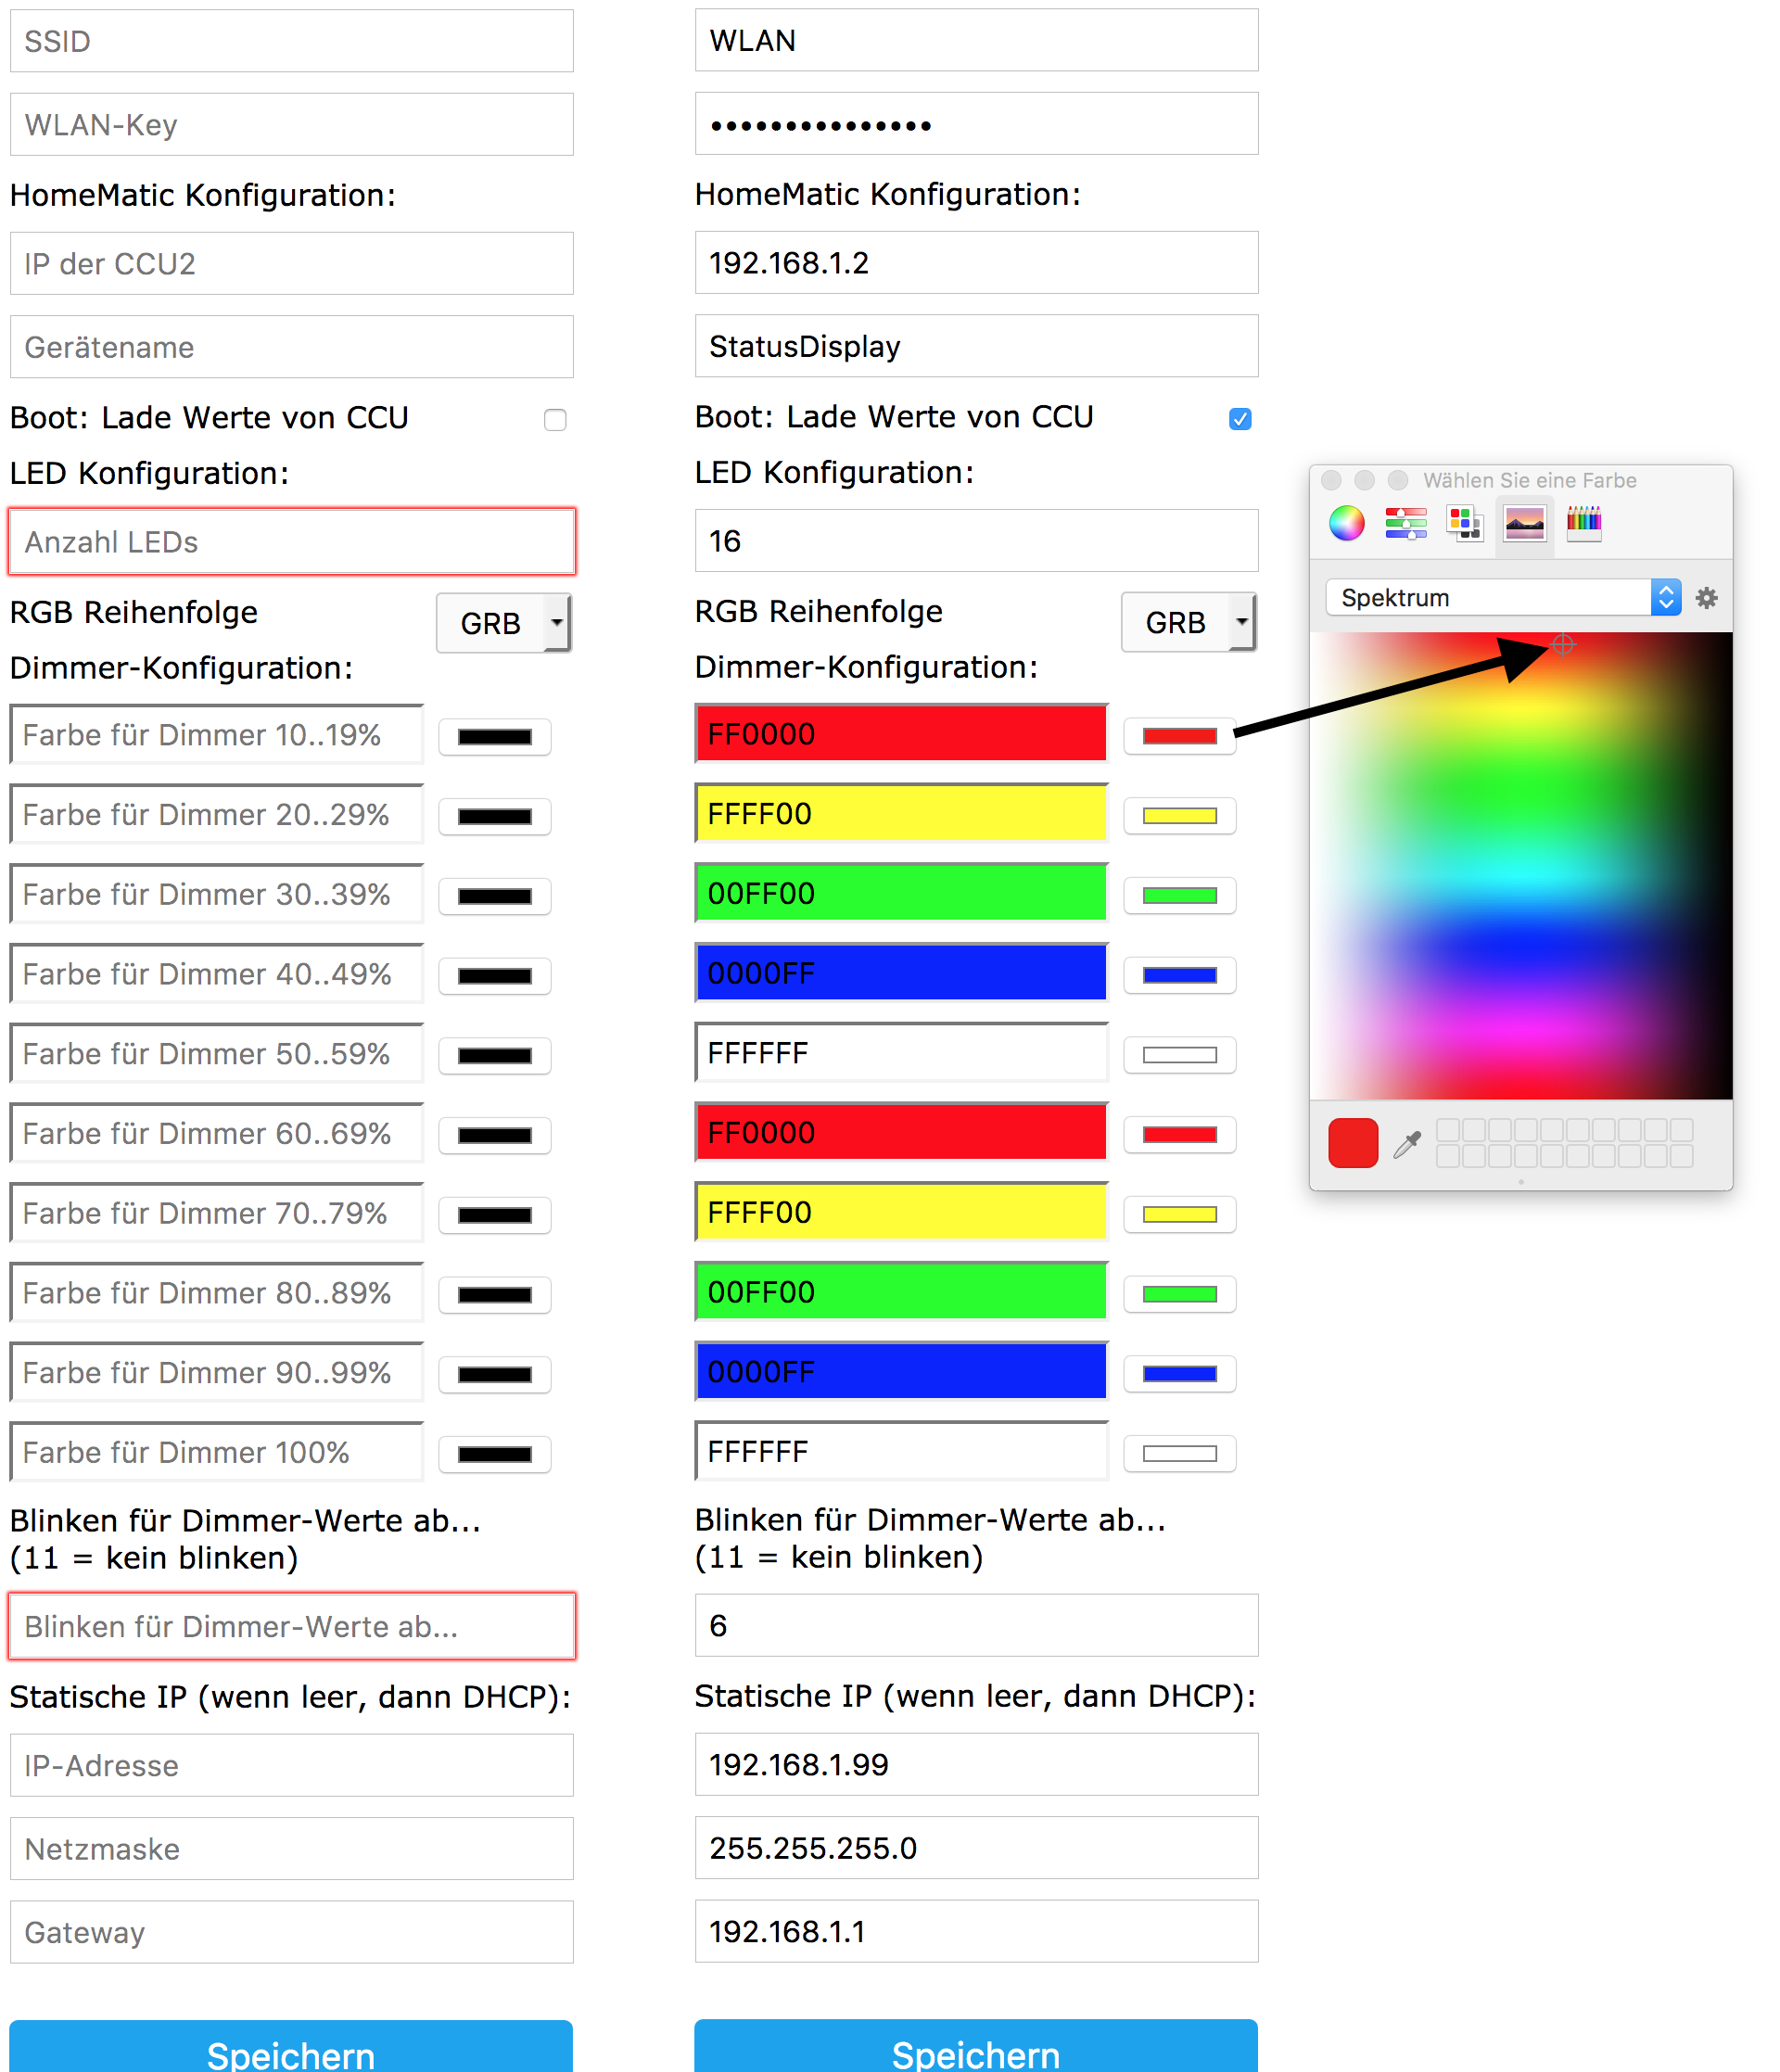 SSID
WLAN-Key
HomeMatic Konfiguration:
IP der CCU2
Gerätename
Boot: Lade Werte von CCU
LED Konfiguration:
Anzahl LEDs
RGB Reihenfolge
GRB
Dimmer-Konfiguration:
Farbe für Dimmer 10..19%
Farbe für Dimmer 20..29%
Farbe für Dimmer 30..39%
Farbe für Dimmer 40..49%
Farbe für Dimmer 50..59%
Farbe für Dimmer 60..69%
Farbe für Dimmer 70..79%
Farbe für Dimmer 80..89%
Farbe für Dimmer 90..99%
Farbe für Dimmer 100%
Blinken für Dimmer-Werte ab...
(11 = kein blinken)
Blinken für Dimmer-Werte ab...
Statische IP (wenn leer, dann DHCP):
IP-Adresse
Netzmaske
Gateway
Speichern
WLAN
•••••••••••••••
HomeMatic Konfiguration:
192.168.1.2
StatusDisplay
Boot: Lade Werte von CCU
LED Konfiguration:
16
RGB Reihenfolge
GRB
Dimmer-Konfiguration:
FF0000
FFFF00
00FF00
0000FF
FFFFFF
FF0000
FFFF00
00FF00
0000FF
FFFFFF
Blinken für Dimmer-Werte ab...
(11 = kein blinken)
6
Statische IP (wenn leer, dann DHCP):
192.168.1.99
255.255.255.0
192.168.1.1
Speichern
Wählen Sie eine Farbe
Spektrum